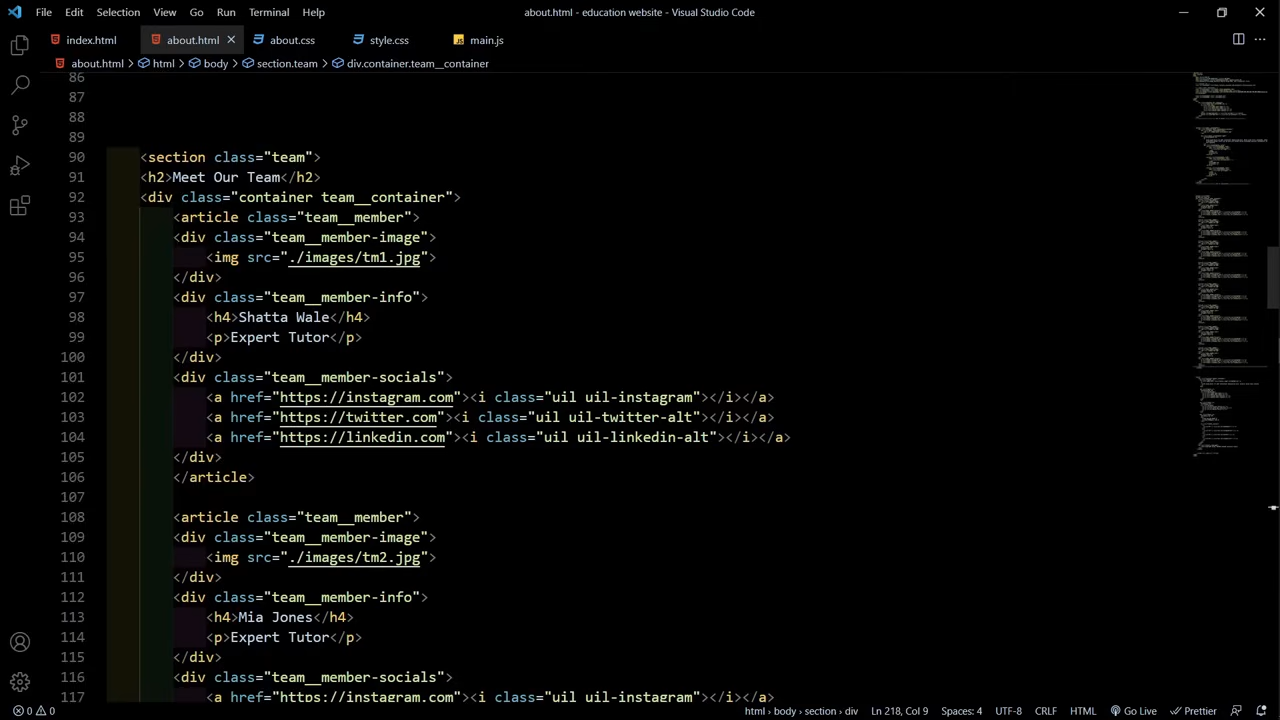 File Edit Selection View Go Run Terminal Help about.html - education website - Visual Studio Code
index.html about.html about.css style.css main.js
about.html > html > body > section.team > div.container.team__container
86
87
88
89
90 <section class="team">
91 <h2>Meet Our Team</h2>
92 <div class="container team__container">
93 <article class="team__member">
94 <div class="team__member-image">
95 <img src="./images/tm1.jpg">
96 </div>
97 <div class="team__member-info">
98 <h4>Shatta Wale</h4>
99 <p>Expert Tutor</p>
100 </div>
101 <div class="team__member-socials">
102 <a href="https://instagram.com"><i class="uil uil-instagram"></i></a>
103 <a href="https://twitter.com"><i class="uil uil-twitter-alt"></i></a>
104 <a href="https://linkedin.com"><i class="uil uil-linkedin-alt"></i></a>
105 </div>
106 </article>
107
108 <article class="team__member">
109 <div class="team__member-image">
110 <img src="./images/tm2.jpg">
111 </div>
112 <div class="team__member-info">
113 <h4>Mia Jones</h4>
114 <p>Expert Tutor</p>
115 </div>
116 <div class="team__member-socials">
117 <a href="https://instagram.com"><i class="uil uil-instagram"></i></a>
0 0 html > body > section > div Ln 218, Col 9 Spaces: 4 UTF-8 CRLF HTML Go Live Prettier